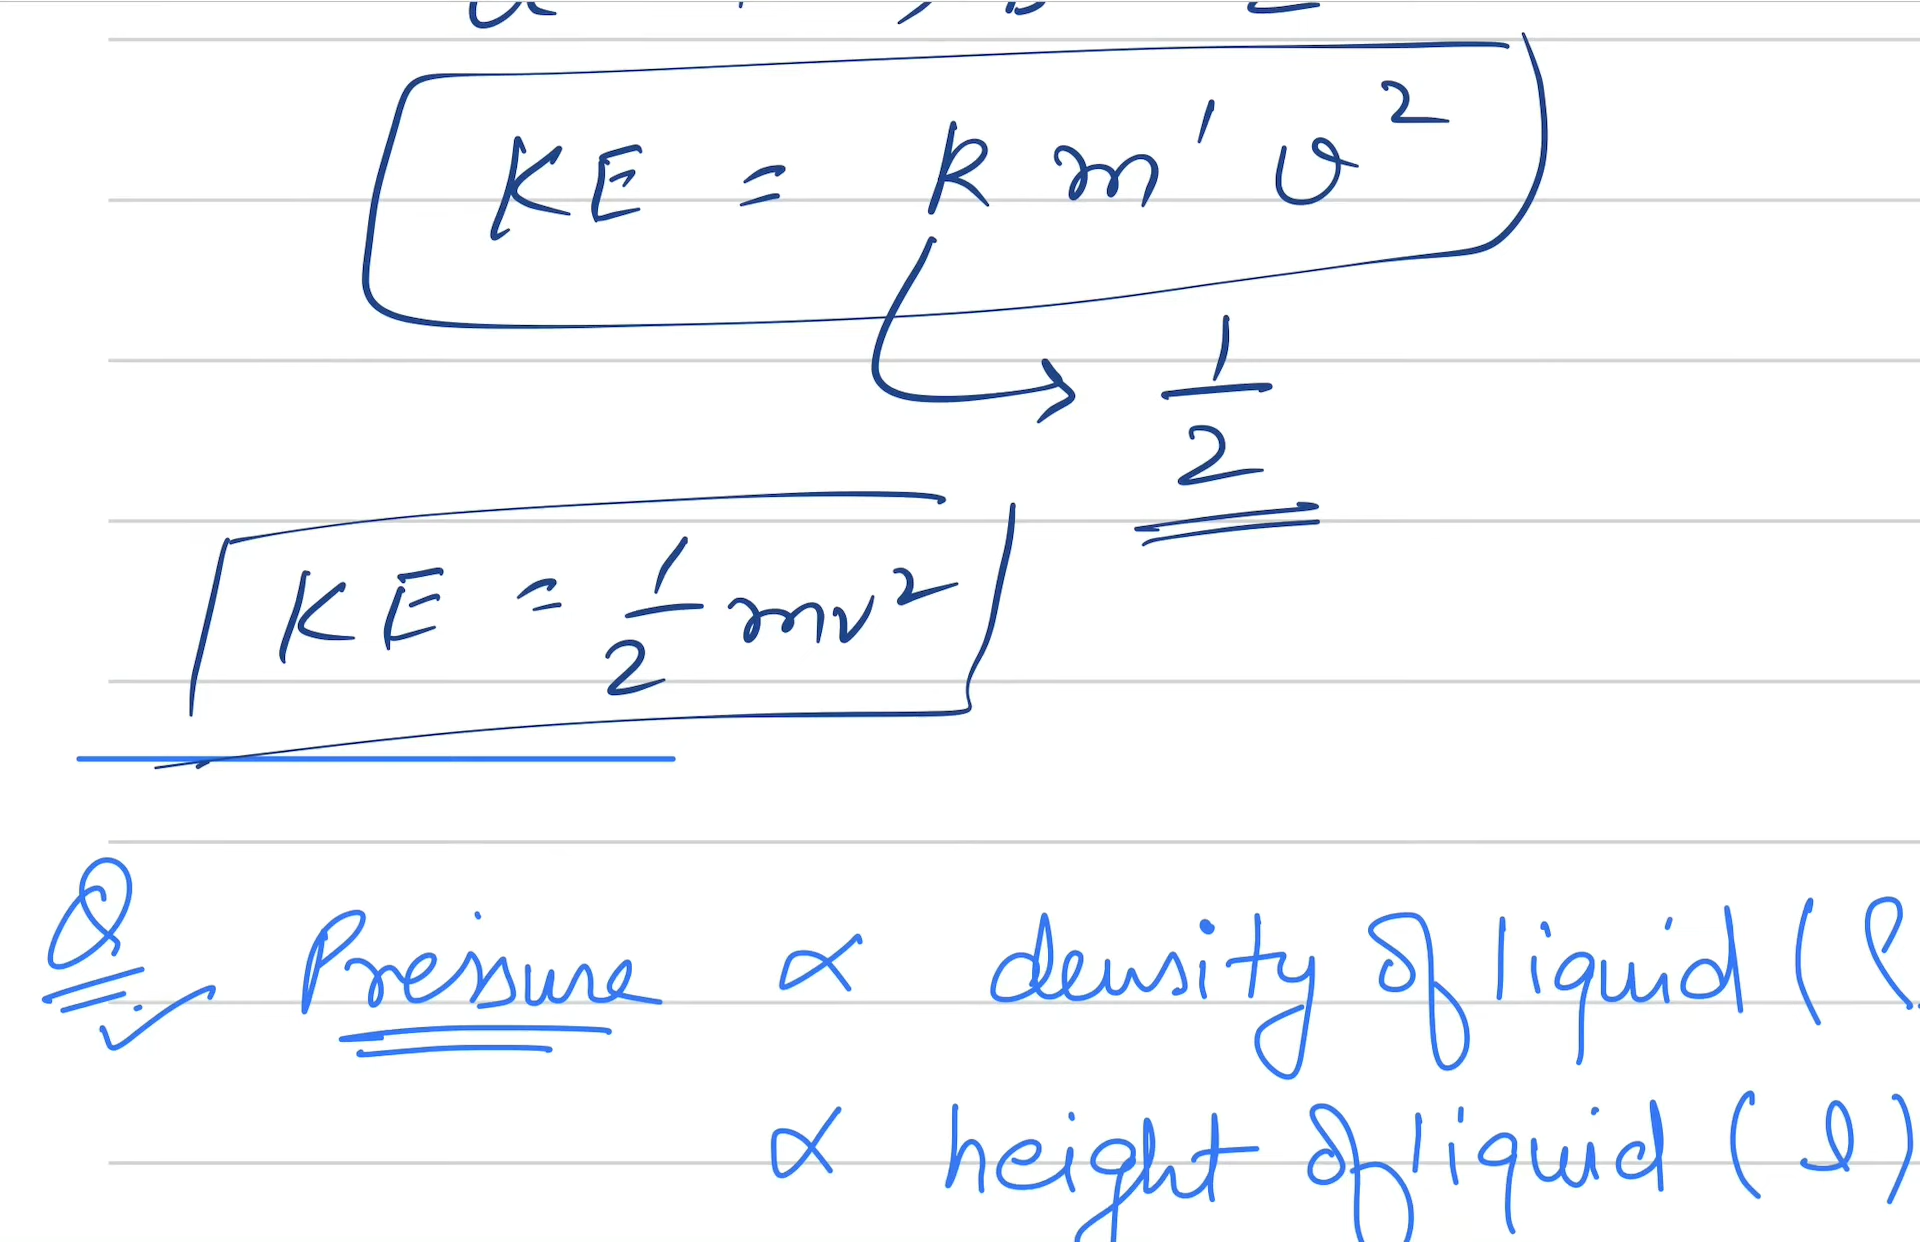 KE = k m¹ v²
1/2
KE = 1/2 mv²
Q Pressure ∝ density of liquid (
∝ height of liquid (l)